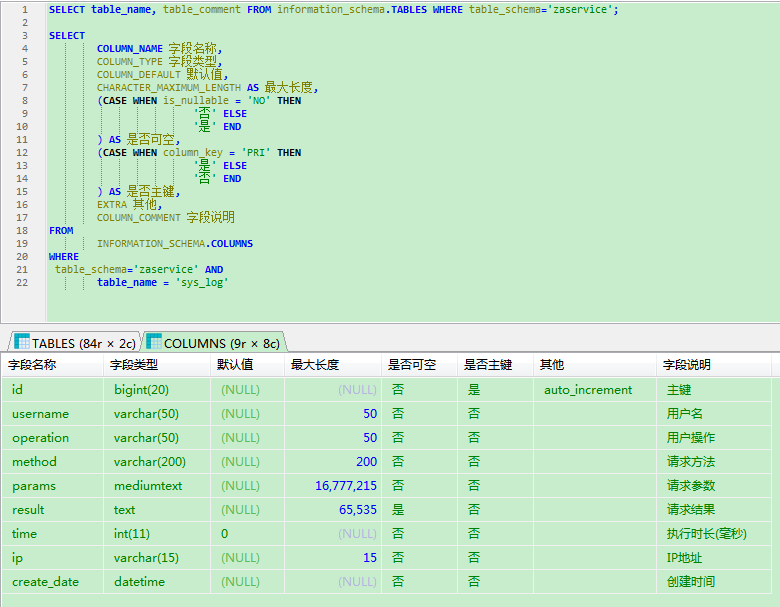 1 SELECT table_name, table_comment FROM information_schema.TABLES WHERE table_schema='zaservice';
2
3 SELECT
4 COLUMN_NAME 字段名称,
5 COLUMN_TYPE 字段类型,
6 COLUMN_DEFAULT 默认值,
7 CHARACTER_MAXIMUM_LENGTH AS 最大长度,
8 (CASE WHEN is_nullable = 'NO' THEN
9 '否' ELSE
10 '是' END
11 ) AS 是否可空,
12 (CASE WHEN column_key = 'PRI' THEN
13 '是' ELSE
14 '否' END
15 ) AS 是否主键,
16 EXTRA 其他,
17 COLUMN_COMMENT 字段说明
18 FROM
19 INFORMATION_SCHEMA.COLUMNS
20 WHERE
21 table_schema='zaservice' AND
22 table_name = 'sys_log'
TABLES (84r × 2c) COLUMNS (9r × 8c)
字段名称 字段类型 默认值 最大长度 是否可空 是否主键 其他 字段说明
id bigint(20) (NULL) (NULL) 否 是 auto_increment 主键
username varchar(50) (NULL) 50 否 否 用户名
operation varchar(50) (NULL) 50 否 否 用户操作
method varchar(200) (NULL) 200 否 否 请求方法
params mediumtext (NULL) 16,777,215 否 否 请求参数
result text (NULL) 65,535 是 否 请求结果
time int(11) 0 (NULL) 否 否 执行时长(毫秒)
ip varchar(15) (NULL) 15 否 否 IP地址
create_date datetime (NULL) (NULL) 否 否 创建时间